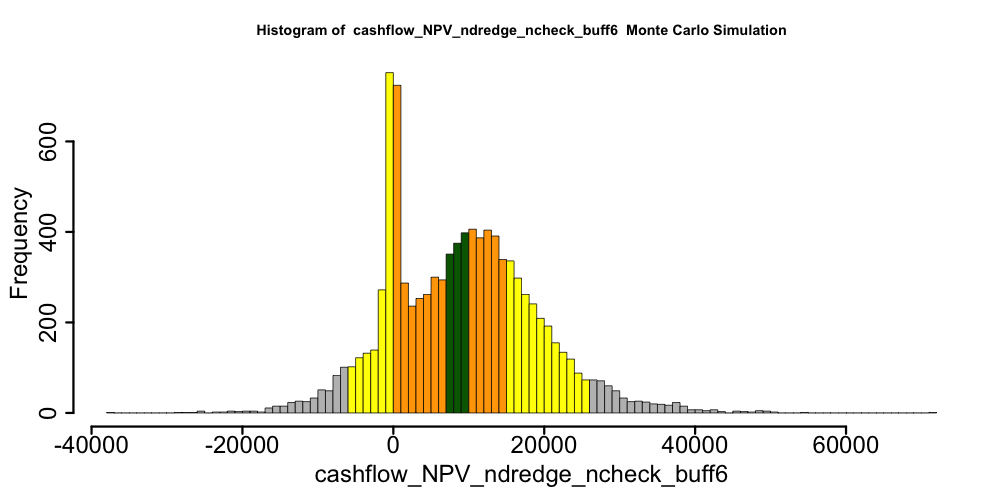 Histogram of  cashflow_NPV_ndredge_ncheck_buff6  Monte Carlo Simulation
Frequency
600
400
200
0
-40000 -20000 0 20000 40000 60000
cashflow_NPV_ndredge_ncheck_buff6